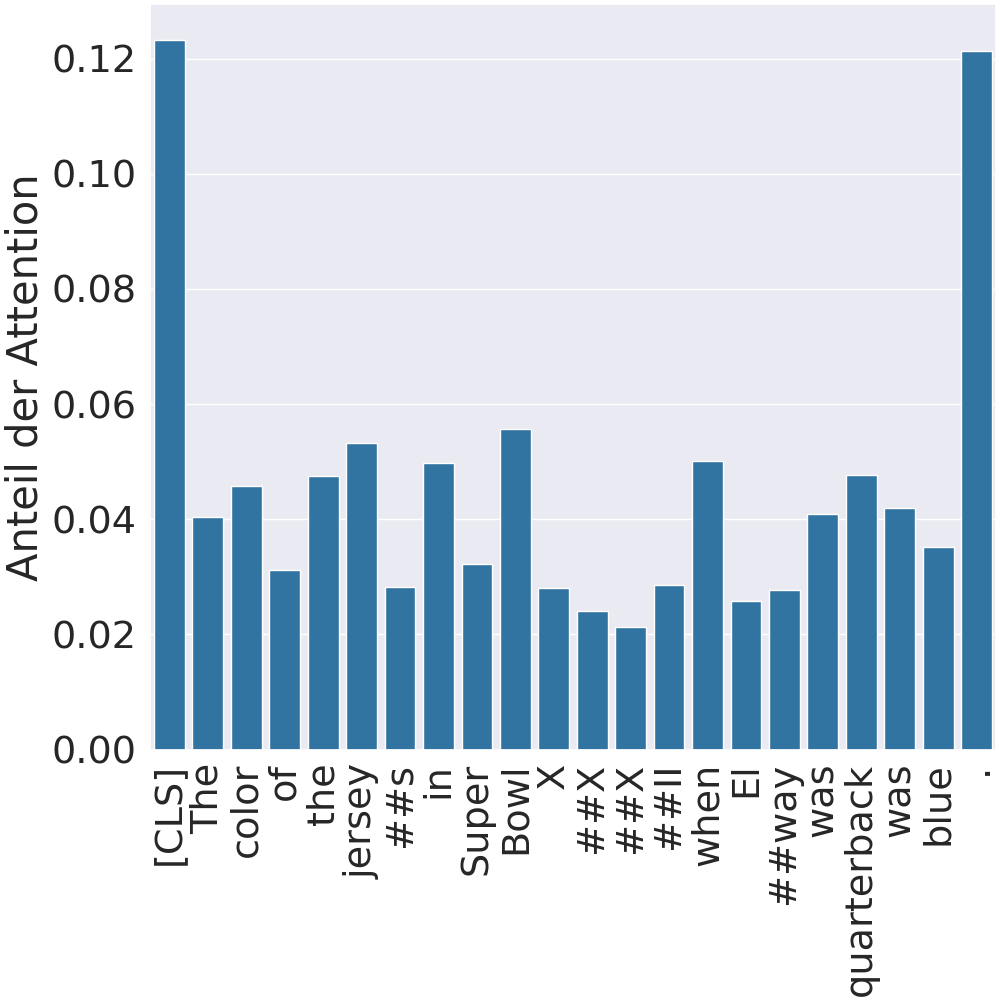 Anteil der Attention
0.12
0.10
0.08
0.06
0.04
0.02
0.00
[CLS]
The
color
of
the
jersey
##s
in
Super
Bowl
X
##X
##X
##II
when
El
##way
was
quarterback
was
blue
.